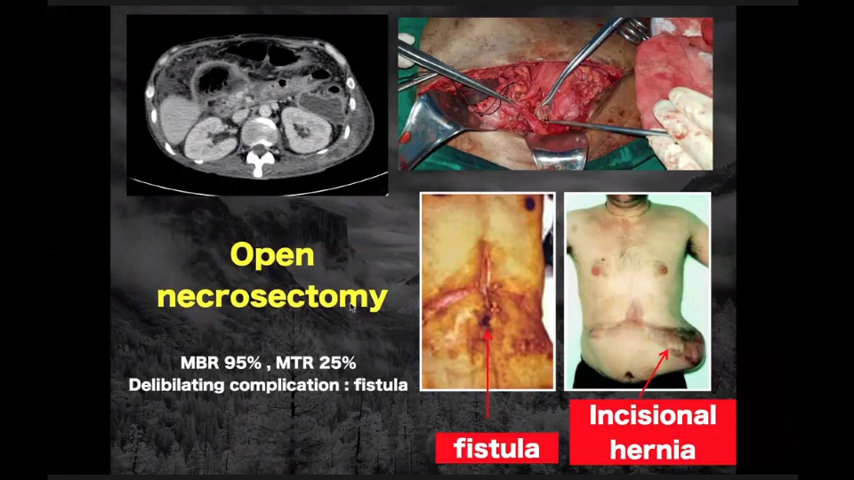 Open
necrosectomy
MBR 95% , MTR 25%
Delibilating complication : fistula
fistula
Incisional
hernia